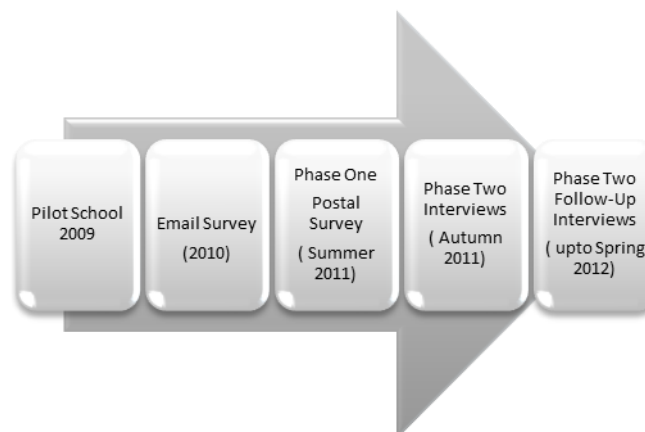 Pilot School
2009
Email Survey
(2010)
Phase One
Postal
Survey
( Summer
2011)
Phase Two
Interviews
( Autumn
2011)
Phase Two
Follow-Up
Interviews
( upto Spring
2012)